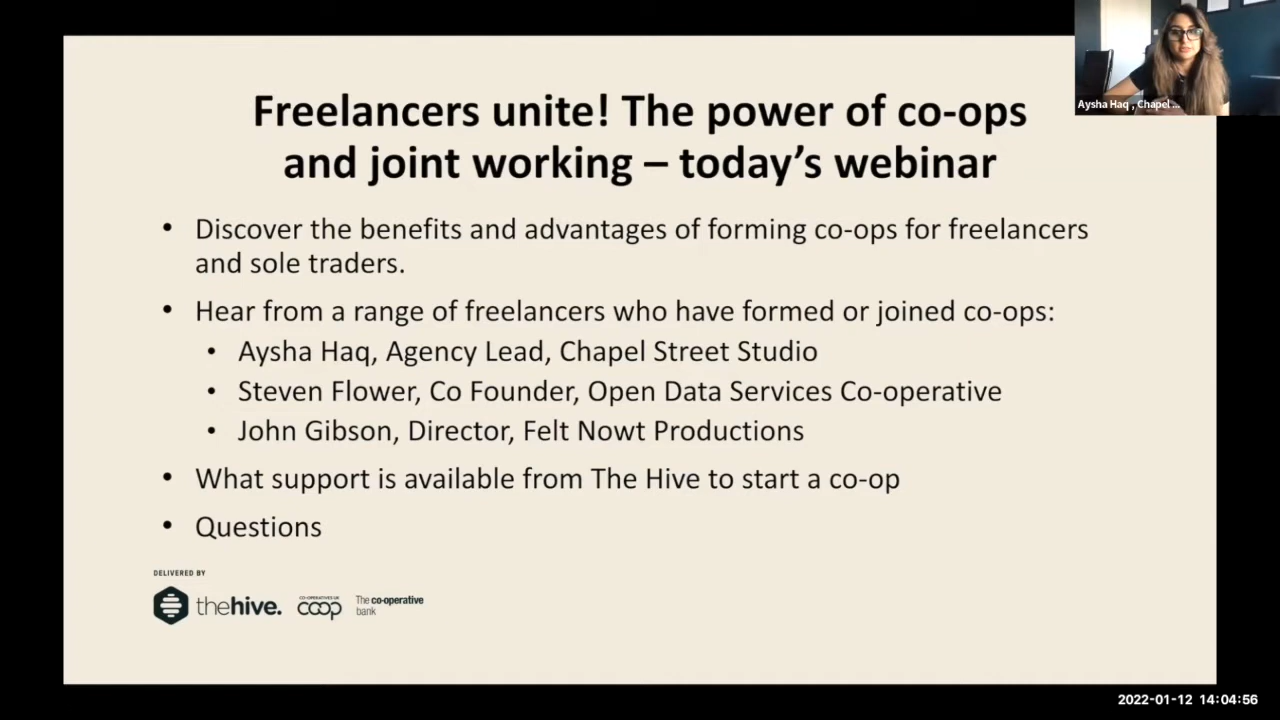 Freelancers unite! The power of co-ops
and joint working – today's webinar
• Discover the benefits and advantages of forming co-ops for freelancers
and sole traders.
• Hear from a range of freelancers who have formed or joined co-ops:
• Aysha Haq, Agency Lead, Chapel Street Studio
• Steven Flower, Co Founder, Open Data Services Co-operative
• John Gibson, Director, Felt Nowt Productions
• What support is available from The Hive to start a co-op
• Questions
DELIVERED BY
thehive.
CO-OPERATIVES UK
coop
The co-operative
bank
Aysha Haq , Chapel ...
2022-01-12 14:04:56